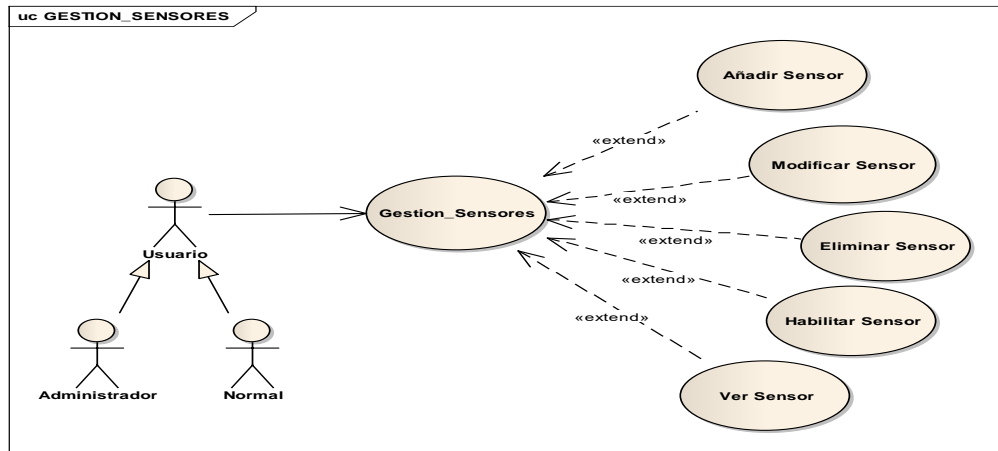 uc GESTION_SENSORES
Añadir Sensor
«extend»
Modificar Sensor
«extend»
Gestion_Sensores
Usuario
«extend»
Eliminar Sensor
«extend»
Habilitar Sensor
«extend»
Administrador
Normal
Ver Sensor